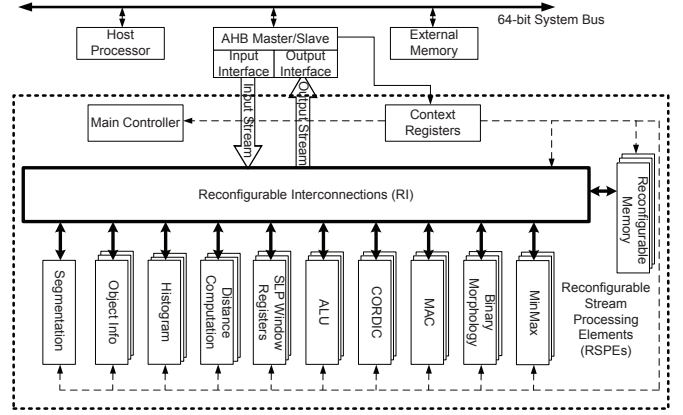 64-bit System Bus
Host
Processor
AHB Master/Slave
Input
Interface
Output
Interface
External
Memory
Input Stream
Output Stream
Main Controller
Context
Registers
Reconfigurable Interconnections (RI)
Reconfigurable
Memory
Segmentation
Object Info
Histogram
Distance
Computation
SLP Window
Registers
ALU
CORDIC
MAC
Binary
Morphology
MinMax
Reconfigurable
Stream
Processing
Elements
(RSPEs)